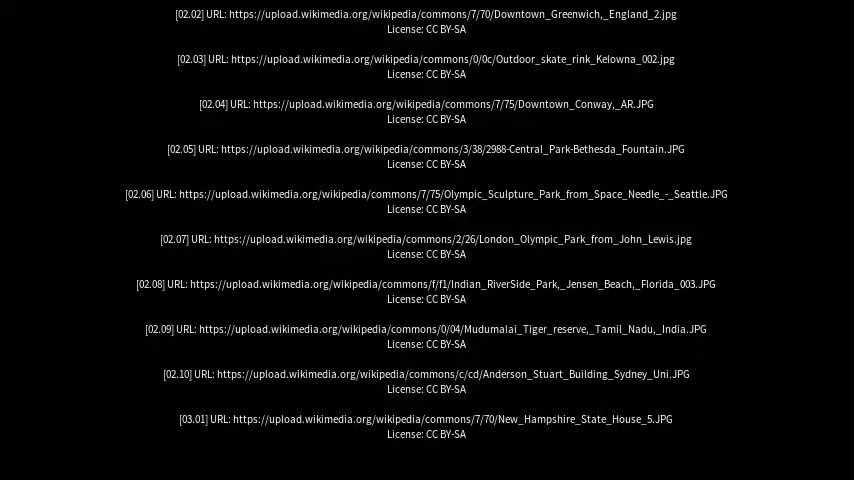 [02.02] URL: https://upload.wikimedia.org/wikipedia/commons/7/70/Downtown_Greenwich,_England_2.jpg
License: CC BY-SA
[02.03] URL: https://upload.wikimedia.org/wikipedia/commons/0/0c/Outdoor_skate_rink_Kelowna_002.jpg
License: CC BY-SA
[02.04] URL: https://upload.wikimedia.org/wikipedia/commons/7/75/Downtown_Conway,_AR.JPG
License: CC BY-SA
[02.05] URL: https://upload.wikimedia.org/wikipedia/commons/3/38/2988-Central_Park-Bethesda_Fountain.JPG
License: CC BY-SA
[02.06] URL: https://upload.wikimedia.org/wikipedia/commons/7/75/Olympic_Sculpture_Park_from_Space_Needle_-_Seattle.JPG
License: CC BY-SA
[02.07] URL: https://upload.wikimedia.org/wikipedia/commons/2/26/London_Olympic_Park_from_John_Lewis.jpg
License: CC BY-SA
[02.08] URL: https://upload.wikimedia.org/wikipedia/commons/f/f1/Indian_RiverSide_Park,_Jensen_Beach,_Florida_003.JPG
License: CC BY-SA
[02.09] URL: https://upload.wikimedia.org/wikipedia/commons/0/04/Mudumalai_Tiger_reserve,_Tamil_Nadu,_India.JPG
License: CC BY-SA
[02.10] URL: https://upload.wikimedia.org/wikipedia/commons/c/cd/Anderson_Stuart_Building_Sydney_Uni.JPG
License: CC BY-SA
[03.01] URL: https://upload.wikimedia.org/wikipedia/commons/7/70/New_Hampshire_State_House_5.JPG
License: CC BY-SA